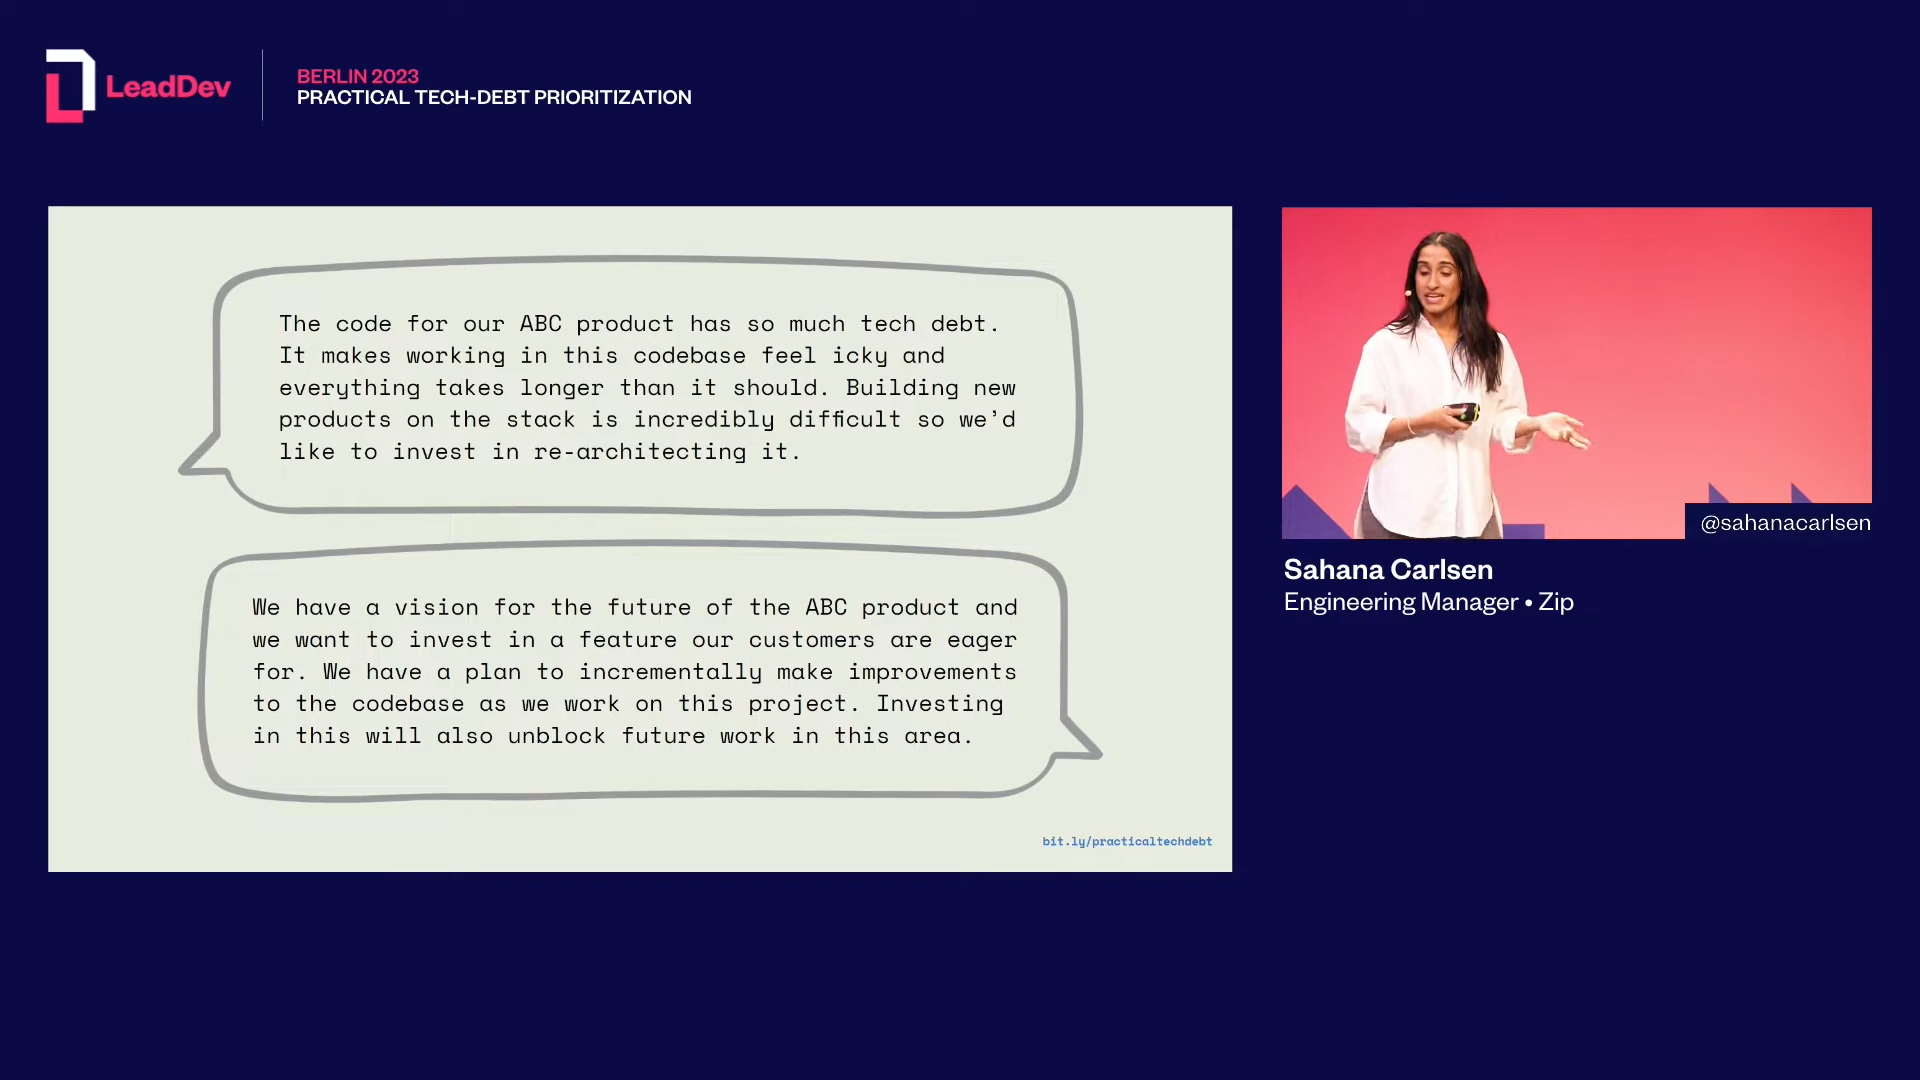 LeadDev
BERLIN 2023
PRACTICAL TECH-DEBT PRIORITIZATION
The code for our ABC product has so much tech debt.
It makes working in this codebase feel icky and
everything takes longer than it should. Building new
products on the stack is incredibly difficult so we’d
like to invest in re-architecting it.
We have a vision for the future of the ABC product and
we want to invest in a feature our customers are eager
for. We have a plan to incrementally make improvements
to the codebase as we work on this project. Investing
in this will also unblock future work in this area.
bit.ly/practicaltechdebt
@sahanacarlsen
Sahana Carlsen
Engineering Manager • Zip